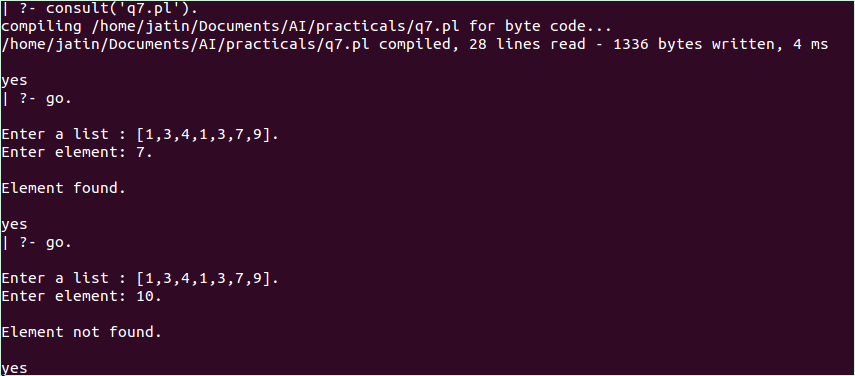 | ?- consult('q7.pl').
compiling /home/jatin/Documents/AI/practicals/q7.pl for byte code...
/home/jatin/Documents/AI/practicals/q7.pl compiled, 28 lines read - 1336 bytes written, 4 ms
yes
| ?- go.
Enter a list : [1,3,4,1,3,7,9].
Enter element: 7.
Element found.
yes
| ?- go.
Enter a list : [1,3,4,1,3,7,9].
Enter element: 10.
Element not found.
yes